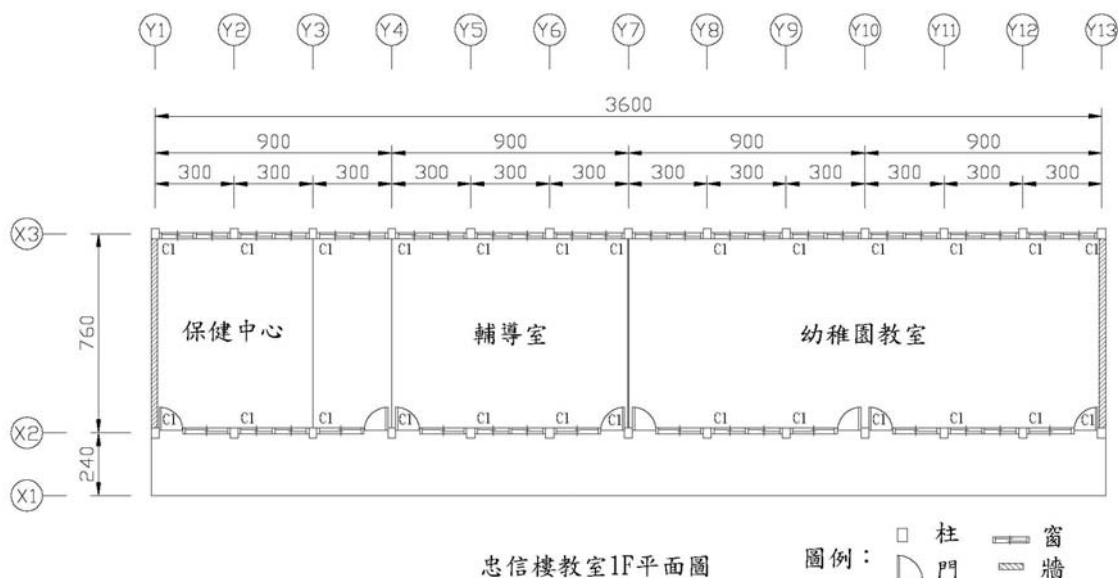 Y1 Y2 Y3 Y4 Y5 Y6 Y7 Y8 Y9 Y10 Y11 Y12 Y13
3600
900 900 900 900
300 300 300 300 300 300 300 300 300 300 300 300
X3
C1 C1 C1 C1 C1 C1 C1 C1 C1 C1 C1 C1 C1
760
保健中心 輔導室 幼稚園教室
C1 C1 C1 C1 C1 C1 C1 C1 C1 C1 C1 C1 C1
X2
240
X1
忠信樓教室1F平面圖
圖例：
柱 窗
門 牆